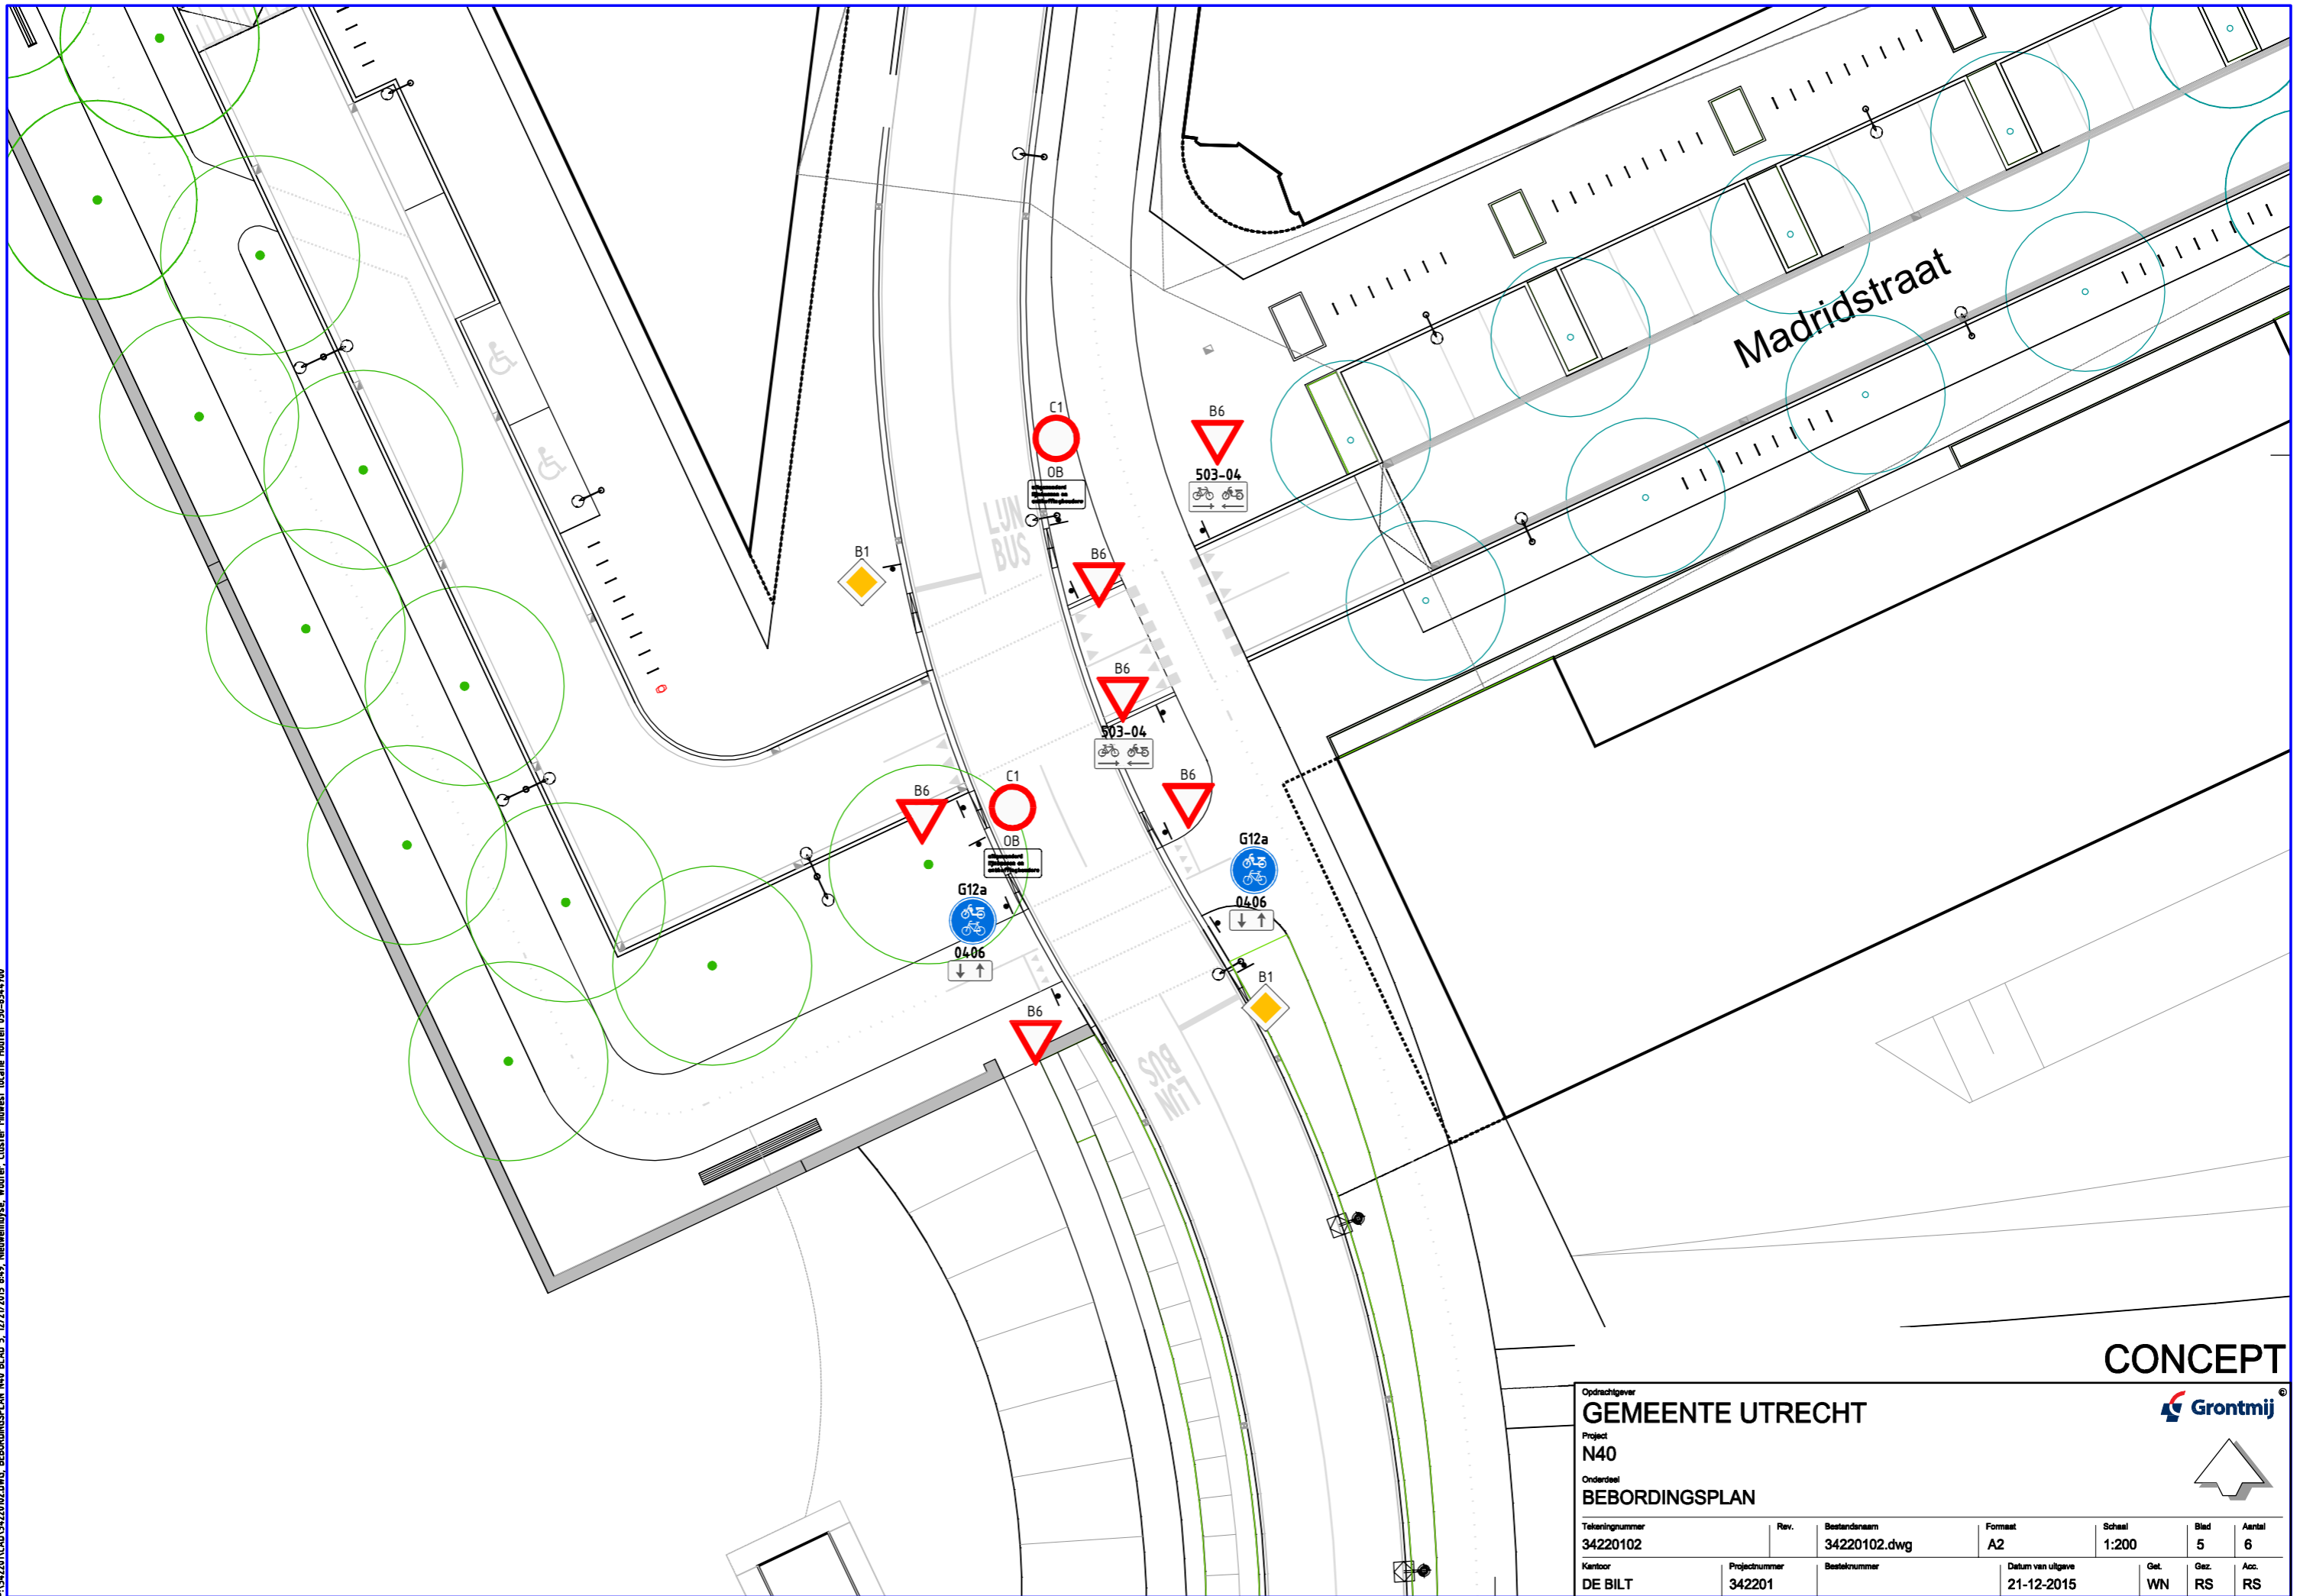 Madridstraat
C1
OB
B6
503-04
LIJN
BUS
B1
B6
B6
503-04
B6
B6
C1
OB
G12a
0406
G12a
0406
B1
B6
LIJN
BUS
CONCEPT
Opdrachtgever
GEMEENTE UTRECHT
©
Grontmij
Project
N40
Onderdeel
BEBORDINGSPLAN
Tekeningnummer Rev. Bestandsnaam Formaat Schaal Blad Aantal
34220102 34220102.dwg A2 1:200 5 6
Kantoor Projectnummer Besteknummer Datum van uitgave Get. Gez. Acc.
DE BILT 342201 21-12-2015 WN RS RS